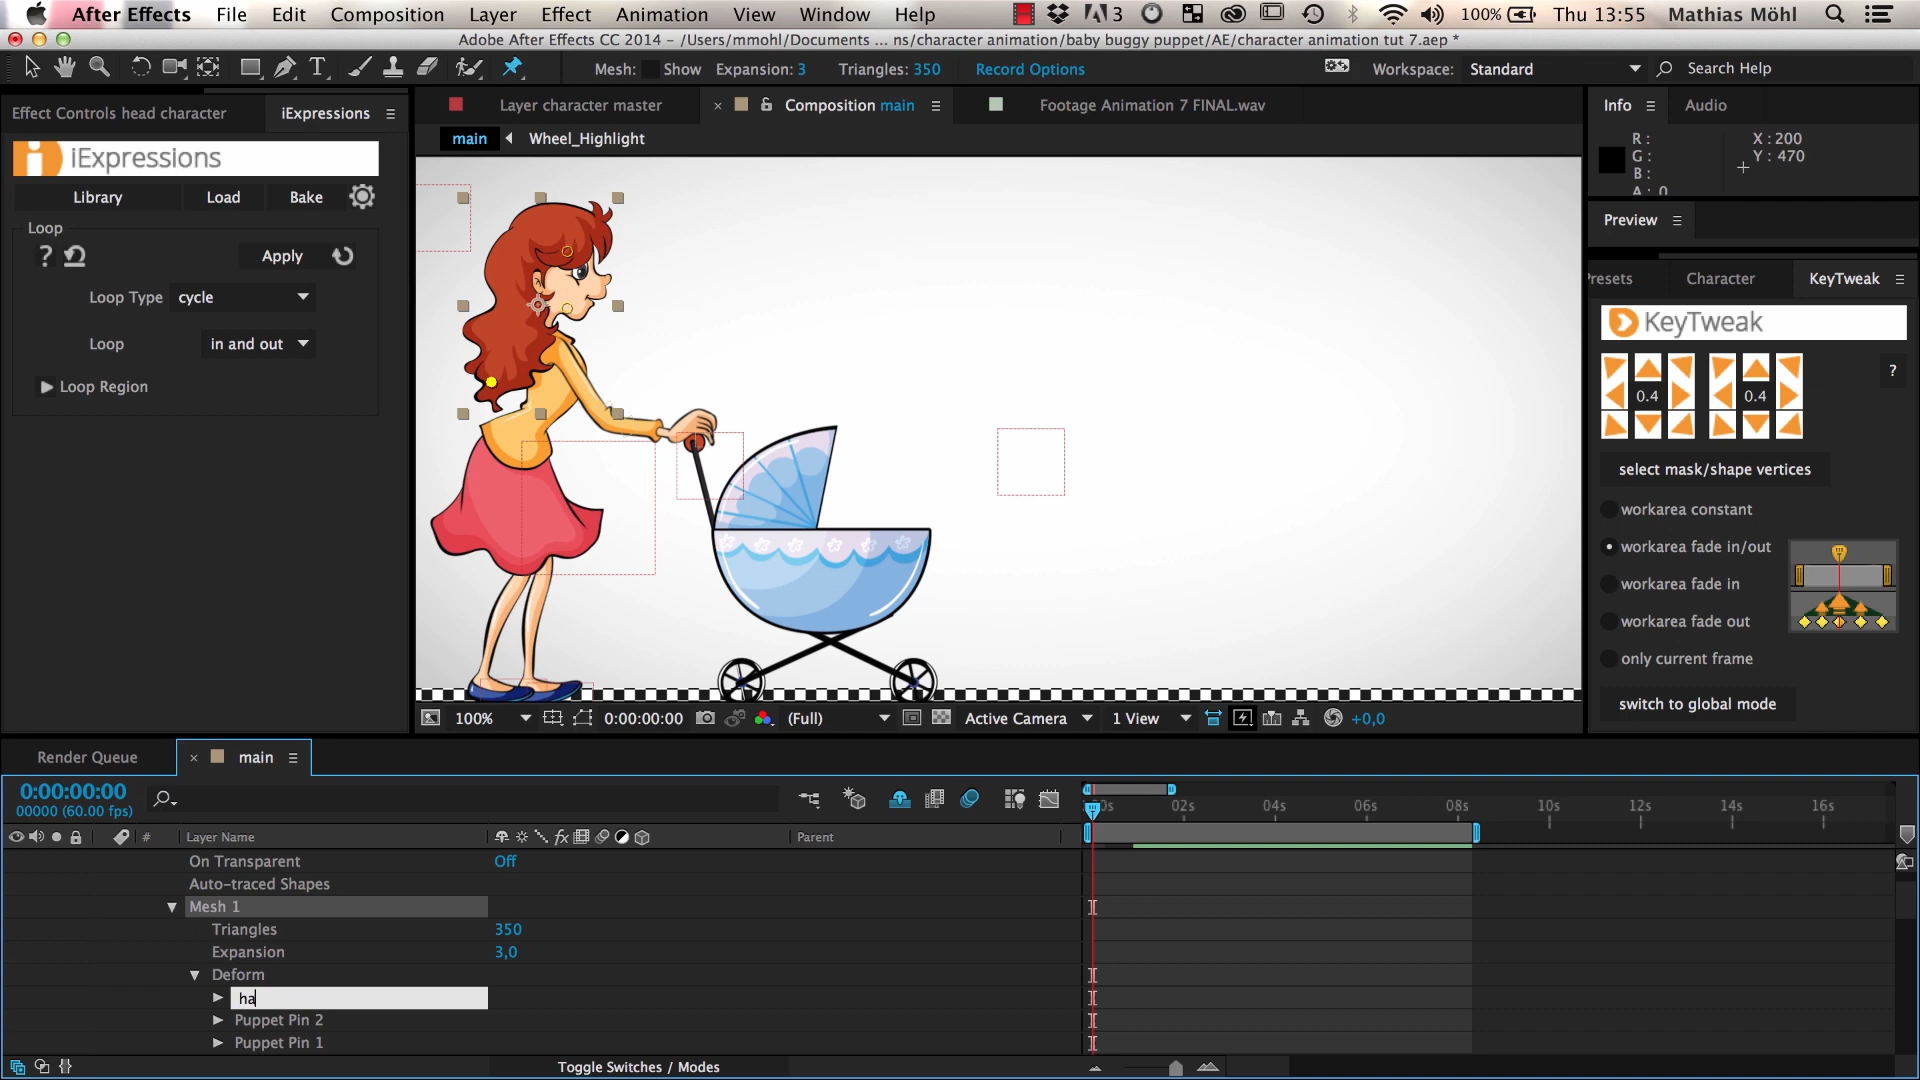 After Effects File Edit Composition Layer Effect Animation View Window Help 3 100% Thu 13:55 Mathias Möhl
Adobe After Effects CC 2014 – /Users/mmohl/Documents ... ns/character animation/baby buggy puppet/AE/character animation tut 7.aep *
Mesh: Show Expansion: 3 Triangles: 350 Record Options Workspace: Standard Search Help
Effect Controls head character iExpressions
Layer character master × Composition main Footage Animation 7 FINAL.wav
Info Audio
main Wheel_Highlight
R: X: 200
G: Y: 470
B:
A: 0
iExpressions
Library Load Bake
Loop
? Apply
Loop Type cycle
Loop in and out
Loop Region
Preview
Presets Character KeyTweak
KeyTweak
0.4 0.4 ?
select mask/shape vertices
workarea constant
workarea fade in/out
workarea fade in
workarea fade out
only current frame
switch to global mode
100% 0:00:00:00 (Full) Active Camera 1 View +0,0
Render Queue × main
0:00:00:00
00000 (60.00 fps)
0s 02s 04s 06s 08s 10s 12s 14s 16s
# Layer Name fx Parent
On Transparent Off
Auto-traced Shapes
Mesh 1
Triangles 350
Expansion 3,0
Deform
ha
Puppet Pin 2
Puppet Pin 1
Toggle Switches / Modes